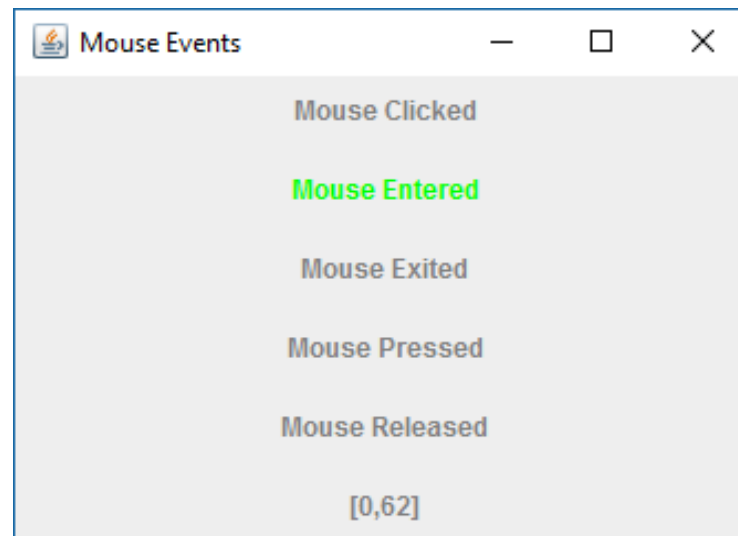 Mouse Events
Mouse Clicked
Mouse Entered
Mouse Exited
Mouse Pressed
Mouse Released
[0,62]